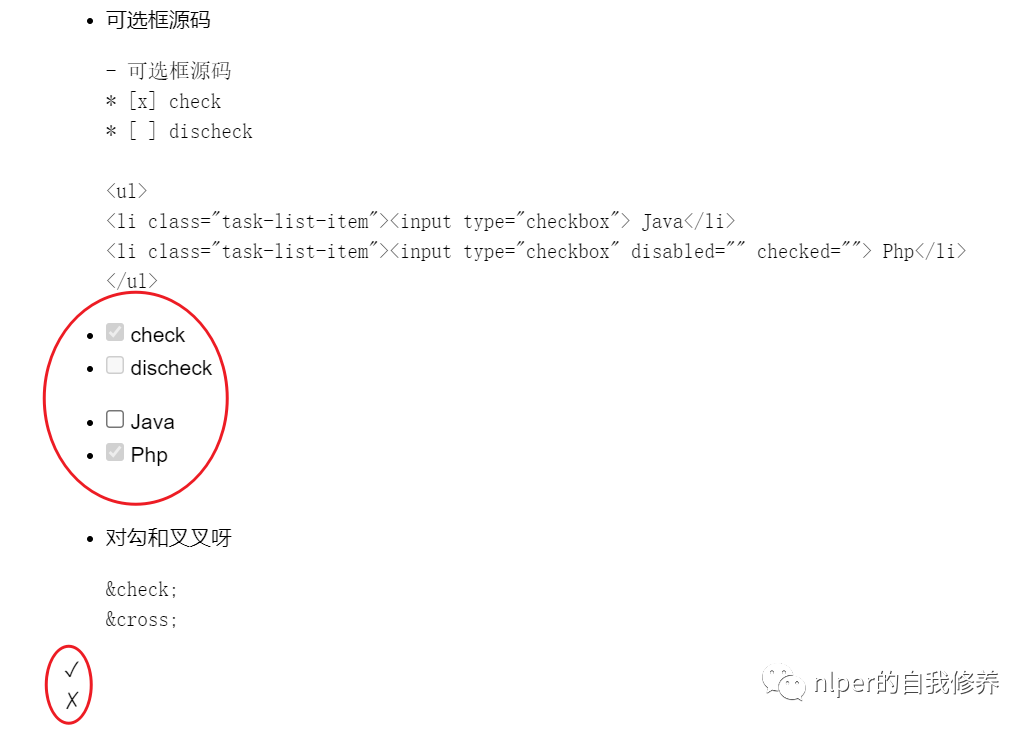 可选框源码
- 可选框源码
* [x] check
* [ ] discheck
<ul>
<li class="task-list-item"><input type="checkbox"> Java</li>
<li class="task-list-item"><input type="checkbox" disabled="" checked=""> Php</li>
</ul>
check
discheck
Java
Php
对勾和叉叉呀
&check;
&cross;
✓
✗
nlper的自我修养